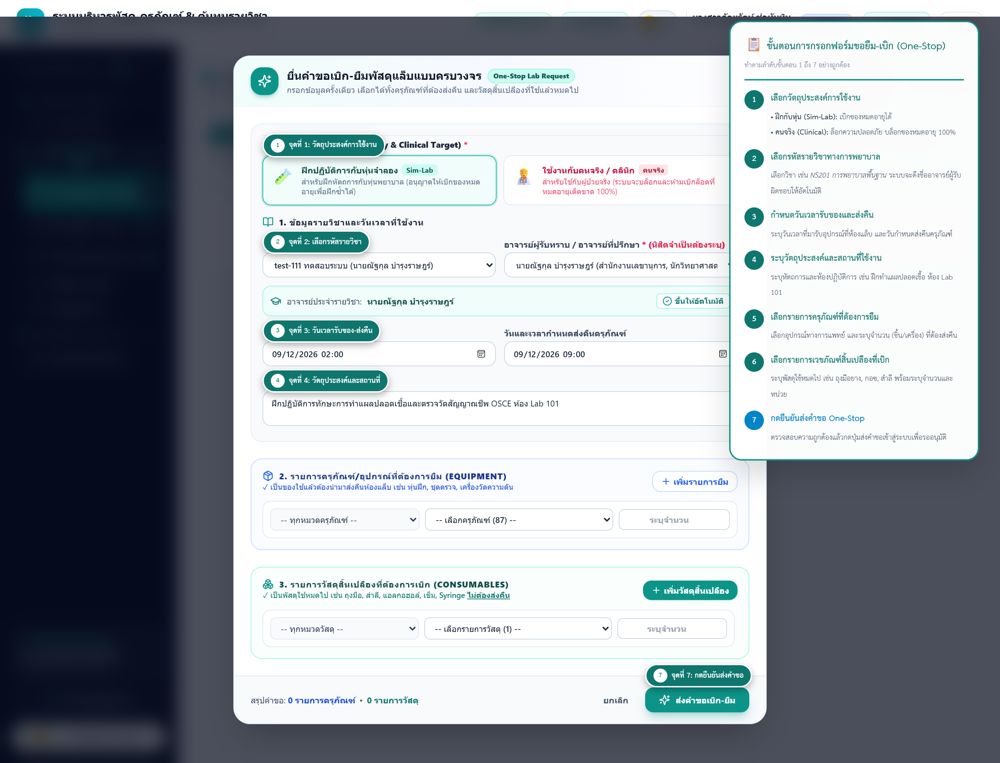 ยื่นคำขอเบิก-ยืมพัสดุแล็บแบบครบวงจร One-Stop Lab Request
กรอกข้อมูลครั้งเดียว เลือกได้ทั้งครุภัณฑ์ที่ต้องส่งคืน และวัสดุสิ้นเปลืองที่ใช้แล้วหมดไป
1 จุดที่ 1: วัตถุประสงค์การใช้งาน y & Clinical Target) *
ฝึกปฏิบัติการกับหุ่นจำลอง Sim-Lab
สำหรับฝึกหัตถการกับหุ่นพยาบาล (อนุญาตให้เบิกของหมด
อายุเพื่อฝึกซ้ำได้)
ใช้งานกับคนจริง / คลินิก คนจริง
สำหรับใช้กับผู้ป่วยจริง (ระบบจะบล็อกและห้ามเบิกล็อตที่
หมดอายุเด็ดขาด 100%)
1. ข้อมูลรายวิชาและวันเวลาที่ใช้งาน
2 จุดที่ 2: เลือกรหัสรายวิชา
test-111 ทดสอบระบบ (นายณัฐกุล บำรุงราษฎร์)
อาจารย์ผู้รับทราบ / อาจารย์ที่ปรึกษา * (นิสิตจำเป็นต้องระบุ)
นายณัฐกุล บำรุงราษฎร์ (สำนักงานเลขานุการ, นักวิทยาศาสต
อาจารย์ประจำรายวิชา: นายณัฐกุล บำรุงราษฎร์ ขึ้นให้อัตโนมัติ
3 จุดที่ 3: วันเวลารับของ-ส่งคืน
09/12/2026 02:00
วันและเวลากำหนดส่งคืนครุภัณฑ์
09/12/2026 09:00
4 จุดที่ 4: วัตถุประสงค์และสถานที่
ฝึกปฏิบัติการทักษะการทำแผลปลอดเชื้อและตรวจวัดสัญญาณชีพ OSCE ห้อง Lab 101
2. รายการครุภัณฑ์/อุปกรณ์ที่ต้องการยืม (EQUIPMENT)
✓ เป็นของใช้แล้วต้องนำมาส่งคืนห้องแล็บ เช่น หุ่นฝึก, ชุดตรวจ, เครื่องวัดความดัน
+ เพิ่มรายการยืม
-- ทุกหมวดครุภัณฑ์ -- -- เลือกครุภัณฑ์ (87) -- ระบุจำนวน
3. รายการวัสดุสิ้นเปลืองที่ต้องการเบิก (CONSUMABLES)
✓ เป็นพัสดุใช้หมดไป เช่น ถุงมือ, สำลี, แอลกอฮอล์, เข็ม, Syringe ไม่ต้องส่งคืน
+ เพิ่มวัสดุสิ้นเปลือง
-- ทุกหมวดวัสดุ -- -- เลือกรายการวัสดุ (1) -- ระบุจำนวน
7 จุดที่ 7: กดยืนยันส่งคำขอ
สรุปคำขอ: 0 รายการครุภัณฑ์ • 0 รายการวัสดุ ยกเลิก ส่งคำขอเบิก-ยืม
ขั้นตอนการกรอกฟอร์มขอยืม-เบิก (One-Stop)
ทำตามลำดับขั้นตอน 1 ถึง 7 อย่างถูกต้อง
1 เลือกวัตถุประสงค์การใช้งาน
• ฝึกกับหุ่น (Sim-Lab): เบิกของหมดอายุได้
• คนจริง (Clinical): ล็อกความปลอดภัย บล็อกของหมดอายุ 100%
2 เลือกรหัสรายวิชาทางการพยาบาล
เลือกวิชา เช่น NS201 การพยาบาลพื้นฐาน ระบบจะดึงชื่ออาจารย์ผู้รับ
ผิดชอบให้อัตโนมัติ
3 กำหนดวันเวลารับของและส่งคืน
ระบุวันเวลาที่มารับอุปกรณ์ที่ห้องแล็บ และวันกำหนดส่งคืนครุภัณฑ์
4 ระบุวัตถุประสงค์และสถานที่ใช้งาน
ระบุหัตถการและห้องปฏิบัติการ เช่น ฝึกทำแผลปลอดเชื้อ ห้อง Lab
101
5 เลือกรายการครุภัณฑ์ที่ต้องการยืม
เลือกอุปกรณ์ทางการแพทย์ และระบุจำนวน (ชิ้น/เครื่อง) ที่ต้องส่งคืน
6 เลือกรายการเวชภัณฑ์สิ้นเปลืองที่เบิก
ระบุพัสดุใช้หมดไป เช่น ถุงมือยาง, กอซ, สำลี พร้อมระบุจำนวนและ
หน่วย
7 กดยืนยันส่งคำขอ One-Stop
ตรวจสอบความถูกต้องแล้วกดปุ่มส่งคำขอเข้าสู่ระบบเพื่อรออนุมัติ